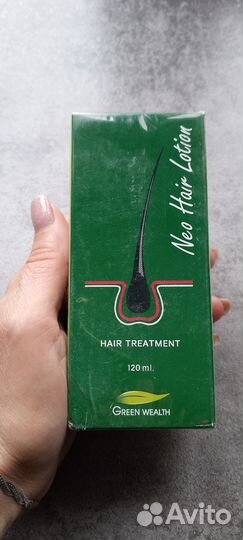 Neo Hair Lotion
HAIR TREATMENT
120 ml.
GREEN WEALTH
Avito